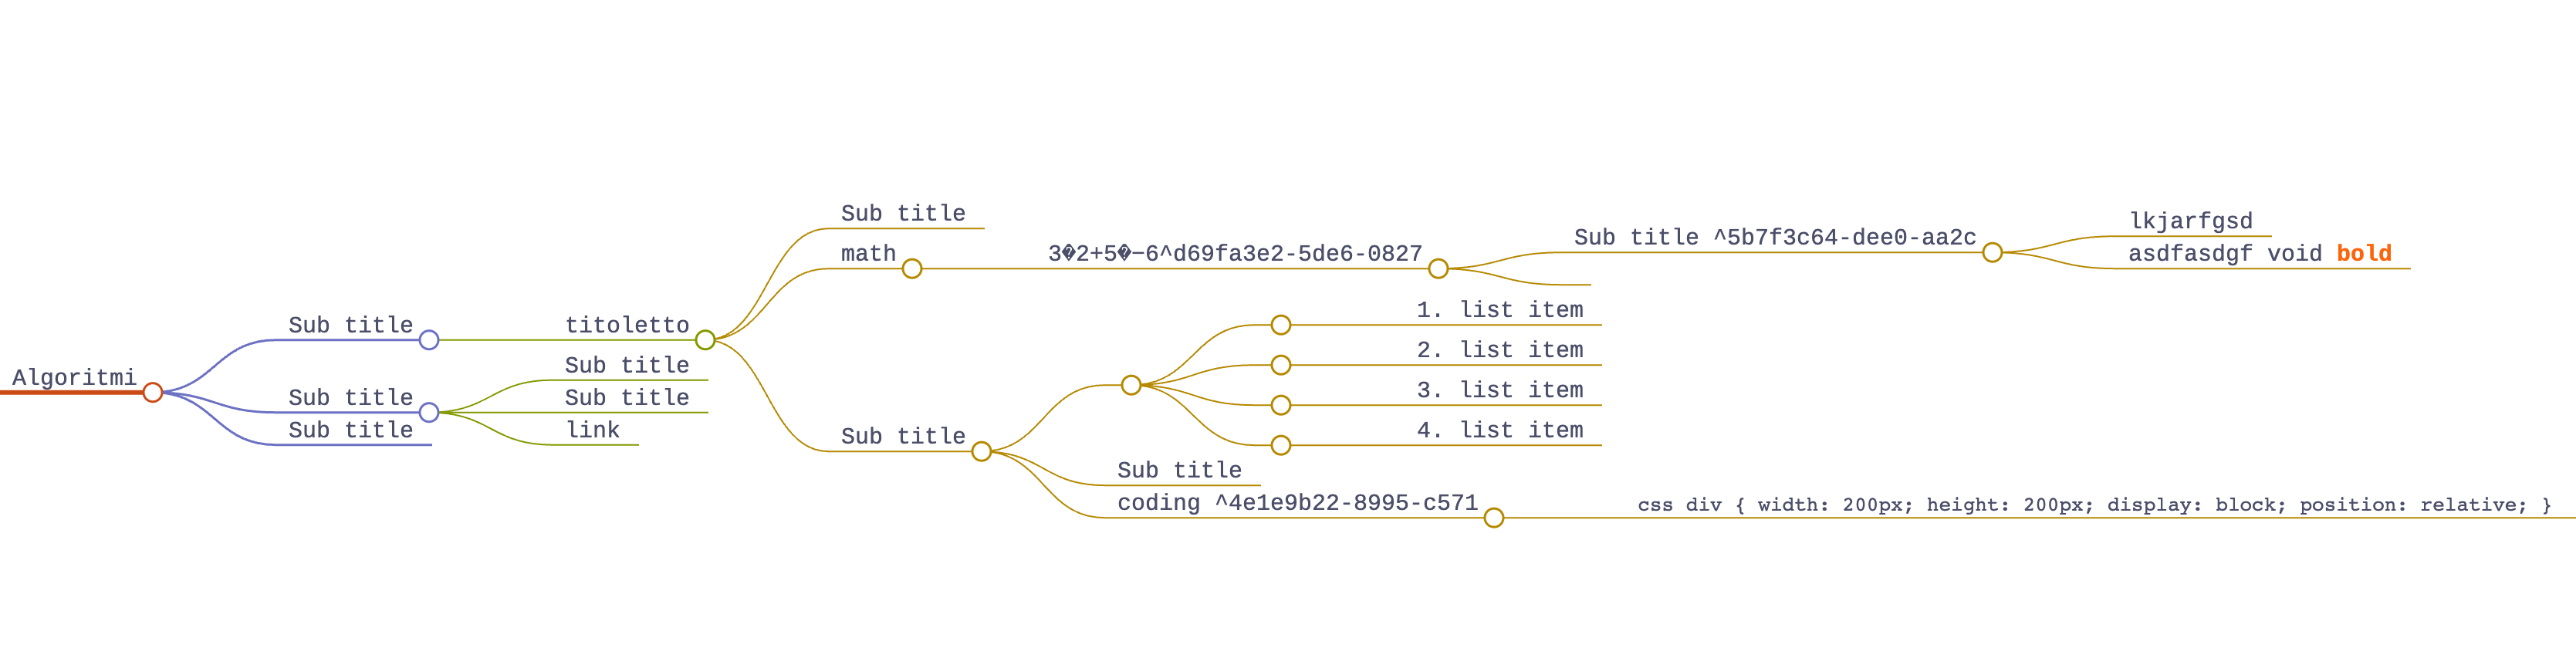 Algoritmi
Sub title
titoletto
Sub title
math
3�2+5�−6^d69fa3e2-5de6-0827
Sub title ^5b7f3c64-dee0-aa2c
lkjarfgsd
asdfasdgf void bold
Sub title
1. list item
2. list item
3. list item
4. list item
Sub title
coding ^4e1e9b22-8995-c571
css div { width: 200px; height: 200px; display: block; position: relative; }
Sub title
Sub title
Sub title
link
Sub title